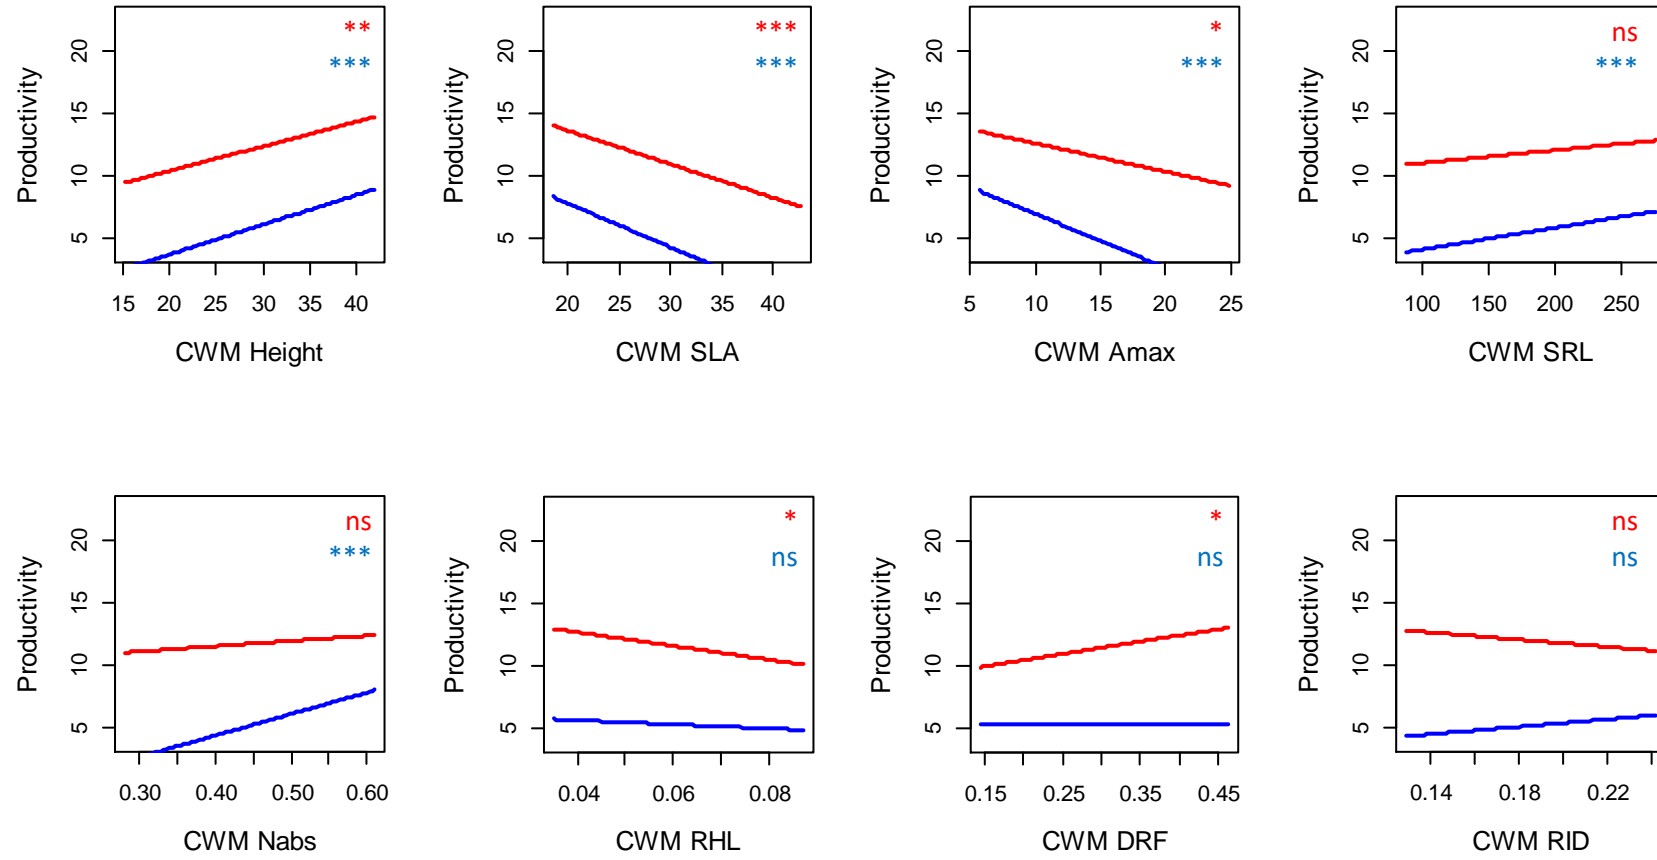 Productivity
20
15
10
5
**
***
15 20 25 30 35 40
CWM Height
Productivity
20
15
10
5
***
***
20 25 30 35 40
CWM SLA
Productivity
20
15
10
5
*
***
5 10 15 20 25
CWM Amax
Productivity
20
15
10
5
ns
***
100 150 200 250
CWM SRL
Productivity
20
15
10
5
ns
***
0.30 0.40 0.50 0.60
CWM Nabs
Productivity
20
15
10
5
*
ns
0.04 0.06 0.08
CWM RHL
Productivity
20
15
10
5
*
ns
0.15 0.25 0.35 0.45
CWM DRF
Productivity
20
15
10
5
ns
ns
0.14 0.18 0.22
CWM RID